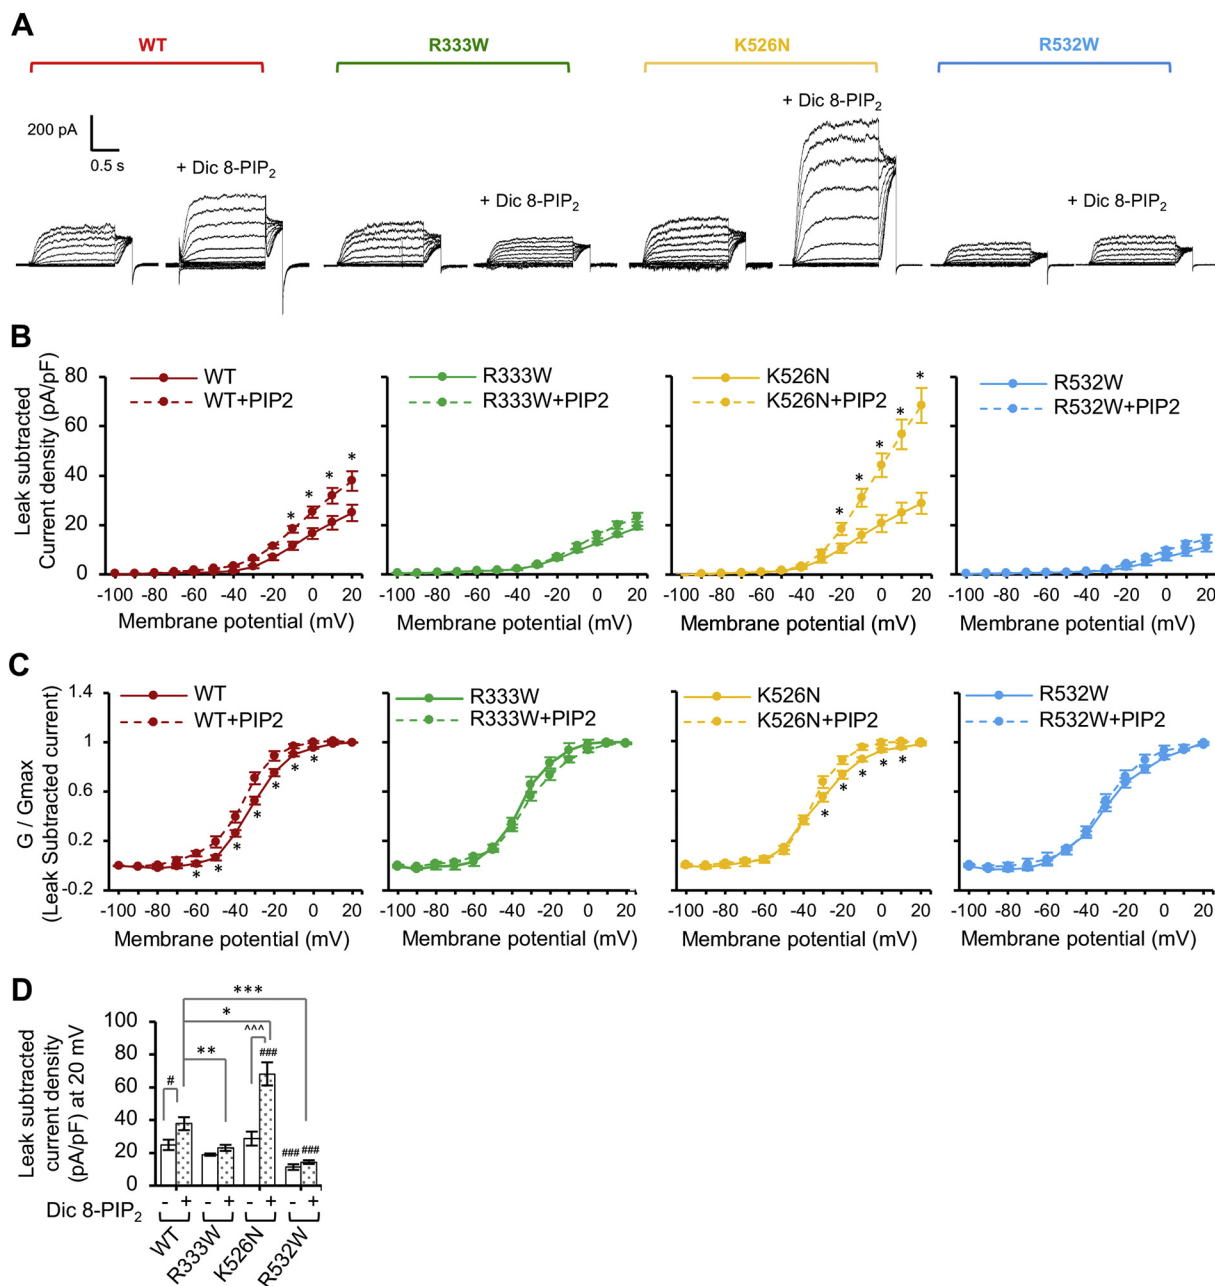 A
WT R333W K526N R532W
+ Dic 8-PIP2
200 pA
0.5 s
+ Dic 8-PIP2
+ Dic 8-PIP2
+ Dic 8-PIP2
B
Leak subtracted
Current density (pA/pF)
80
60
40
20
0
WT
WT+PIP2
* * * *
-100 -80 -60 -40 -20 0 20
Membrane potential (mV)
R333W
R333W+PIP2
-100 -80 -60 -40 -20 0 20
Membrane potential (mV)
K526N
K526N+PIP2
* * * * *
-100 -80 -60 -40 -20 0 20
Membrane potential (mV)
R532W
R532W+PIP2
-100 -80 -60 -40 -20 0 20
Membrane potential (mV)
C
G / Gmax
(Leak Subtracted current)
1.4
1
0.6
0.2
-0.2
WT
WT+PIP2
* * * * * * *
-100 -80 -60 -40 -20 0 20
Membrane potential (mV)
R333W
R333W+PIP2
-100 -80 -60 -40 -20 0 20
Membrane potential (mV)
K526N
K526N+PIP2
* * * * *
-100 -80 -60 -40 -20 0 20
Membrane potential (mV)
R532W
R532W+PIP2
-100 -80 -60 -40 -20 0 20
Membrane potential (mV)
D
Leak subtracted
current density
(pA/pF) at 20 mV
100
80
60
40
20
0
***
*
^^^
**
###
#
### ###
Dic 8-PIP2 - + - + - + - +
WT R333W K526N R532W